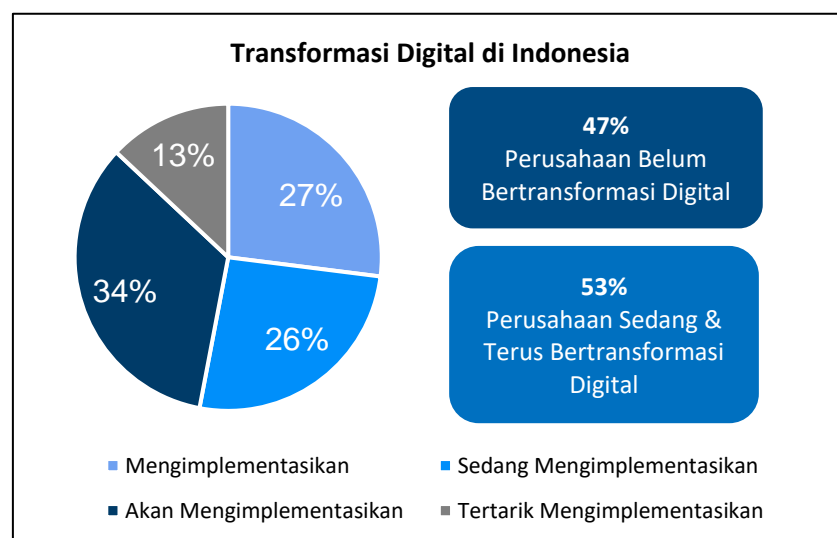 Transformasi Digital di Indonesia
13%
27%
34%
26%
47%
Perusahaan Belum
Bertransformasi Digital
53%
Perusahaan Sedang &
Terus Bertransformasi
Digital
Mengimplementasikan
Sedang Mengimplementasikan
Akan Mengimplementasikan
Tertarik Mengimplementasikan